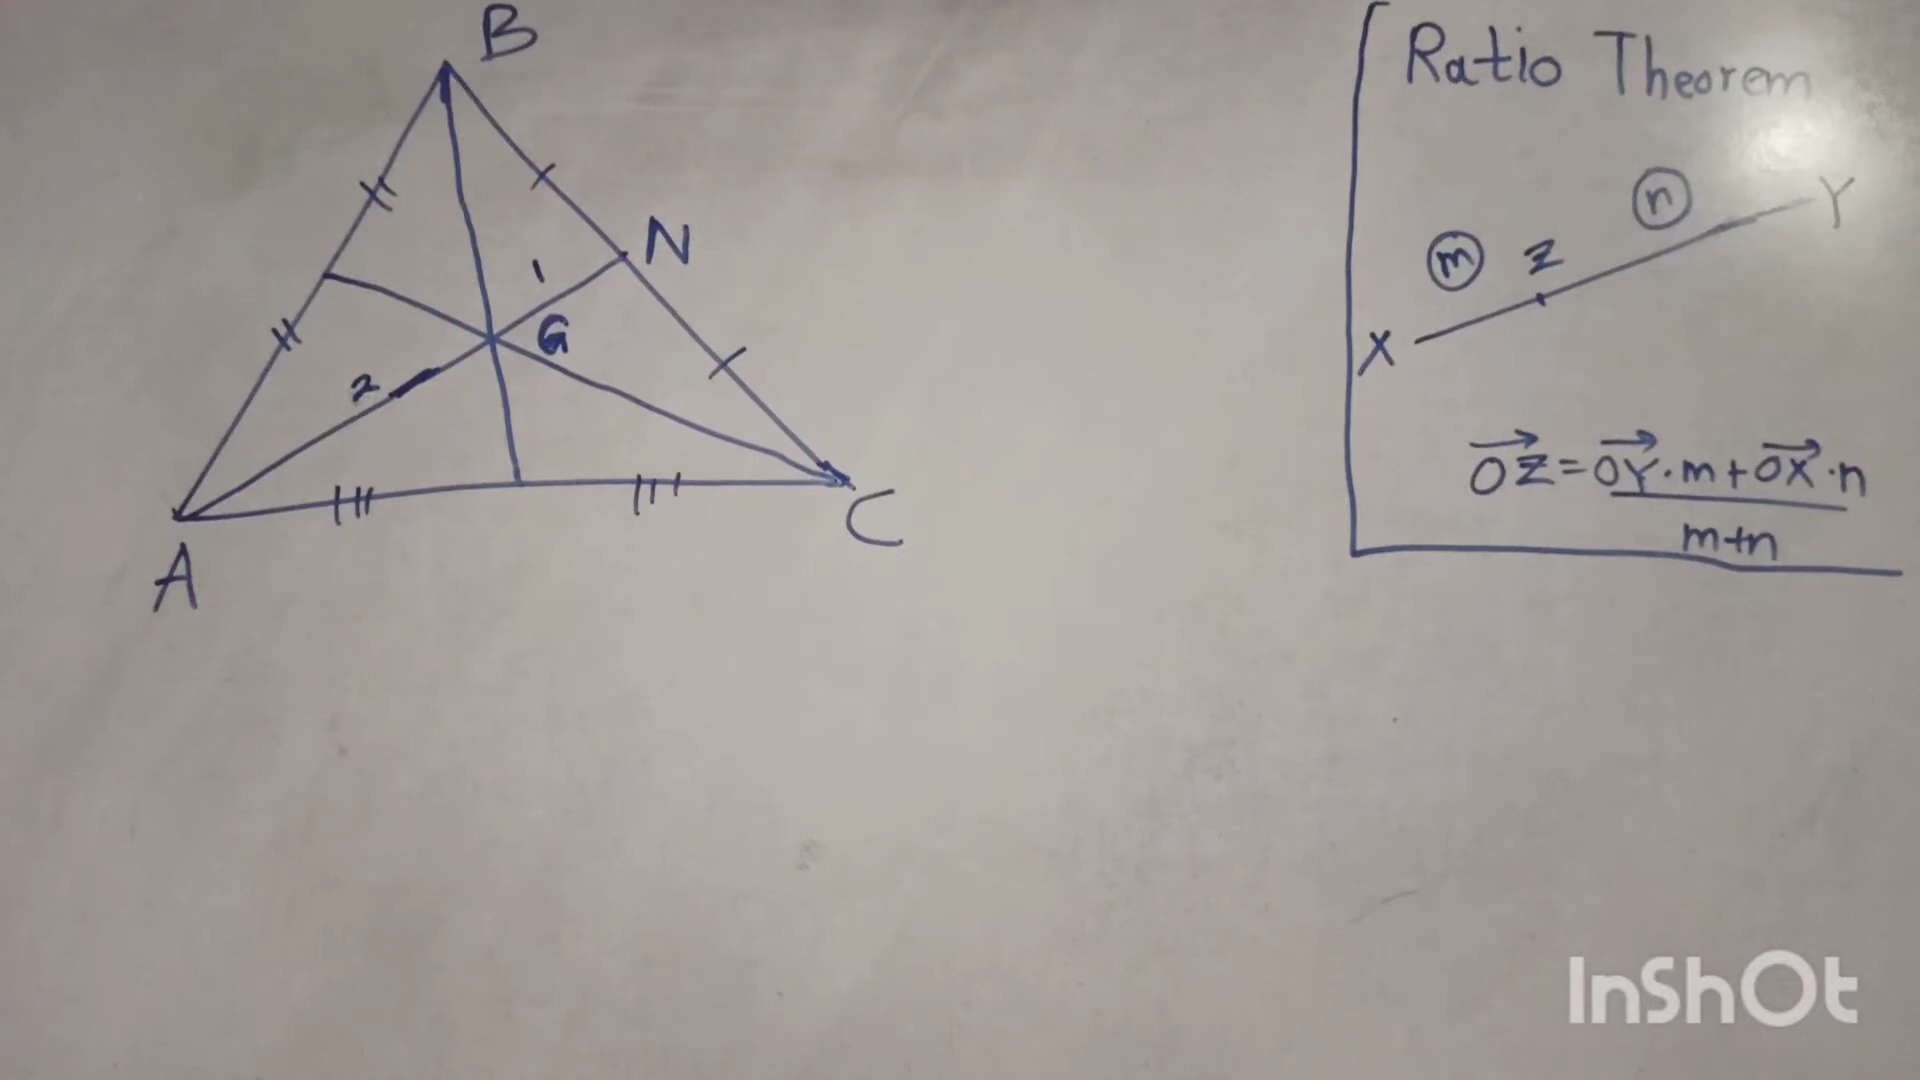 B
N
1
G
2
A
C
Ratio Theorem
n
Y
m
Z
X
OZ = OY·m + OX·n
m+n
InShOt